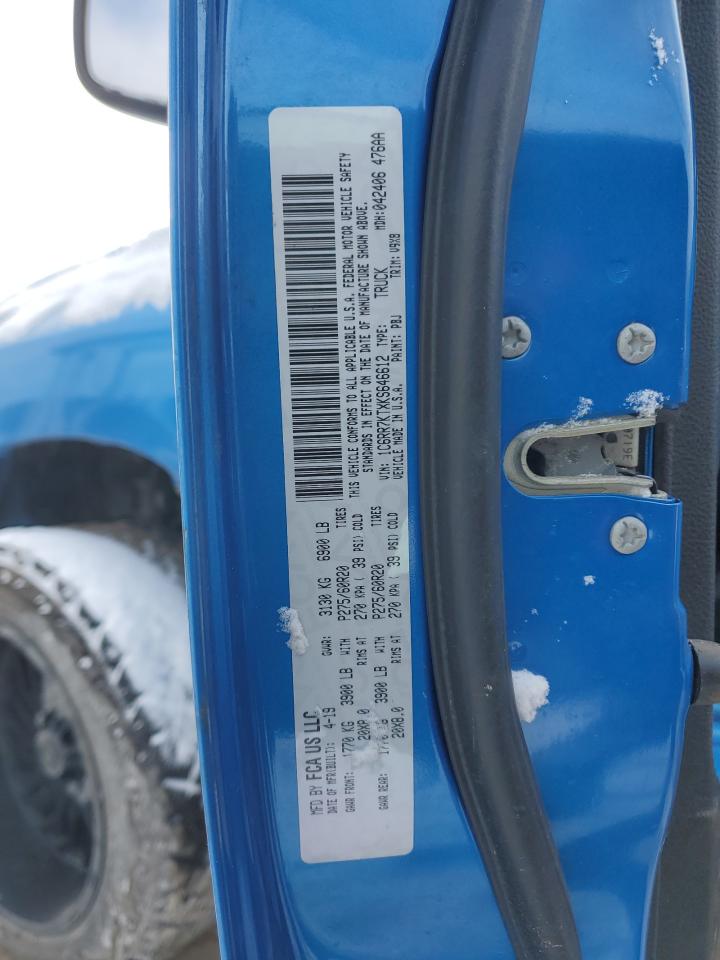 MFD BY FCA US LLC
DATE OF MFR(BUILT): 4-19 GVWR: 3130 KG 6900 LB
GAWR FRONT: 1770 KG 3900 LB WITH P275/60R20 TIRES
20X8.0 RIMS AT 270 KPA ( 39 PSI) COLD
GAWR REAR: 1770 KG 3900 LB WITH P275/60R20 TIRES
20X8.0 RIMS AT 270 KPA ( 39 PSI) COLD
THIS VEHICLE CONFORMS TO ALL APPLICABLE U.S.A. FEDERAL MOTOR VEHICLE SAFETY
STANDARDS IN EFFECT ON THE DATE OF MANUFACTURE SHOWN ABOVE.
VIN: 1C6RR7KTXKS646612 TYPE: TRUCK MDH:042406 476AA
VEHICLE MADE IN U.S.A. PAINT: PBJ TRIM: V9X8